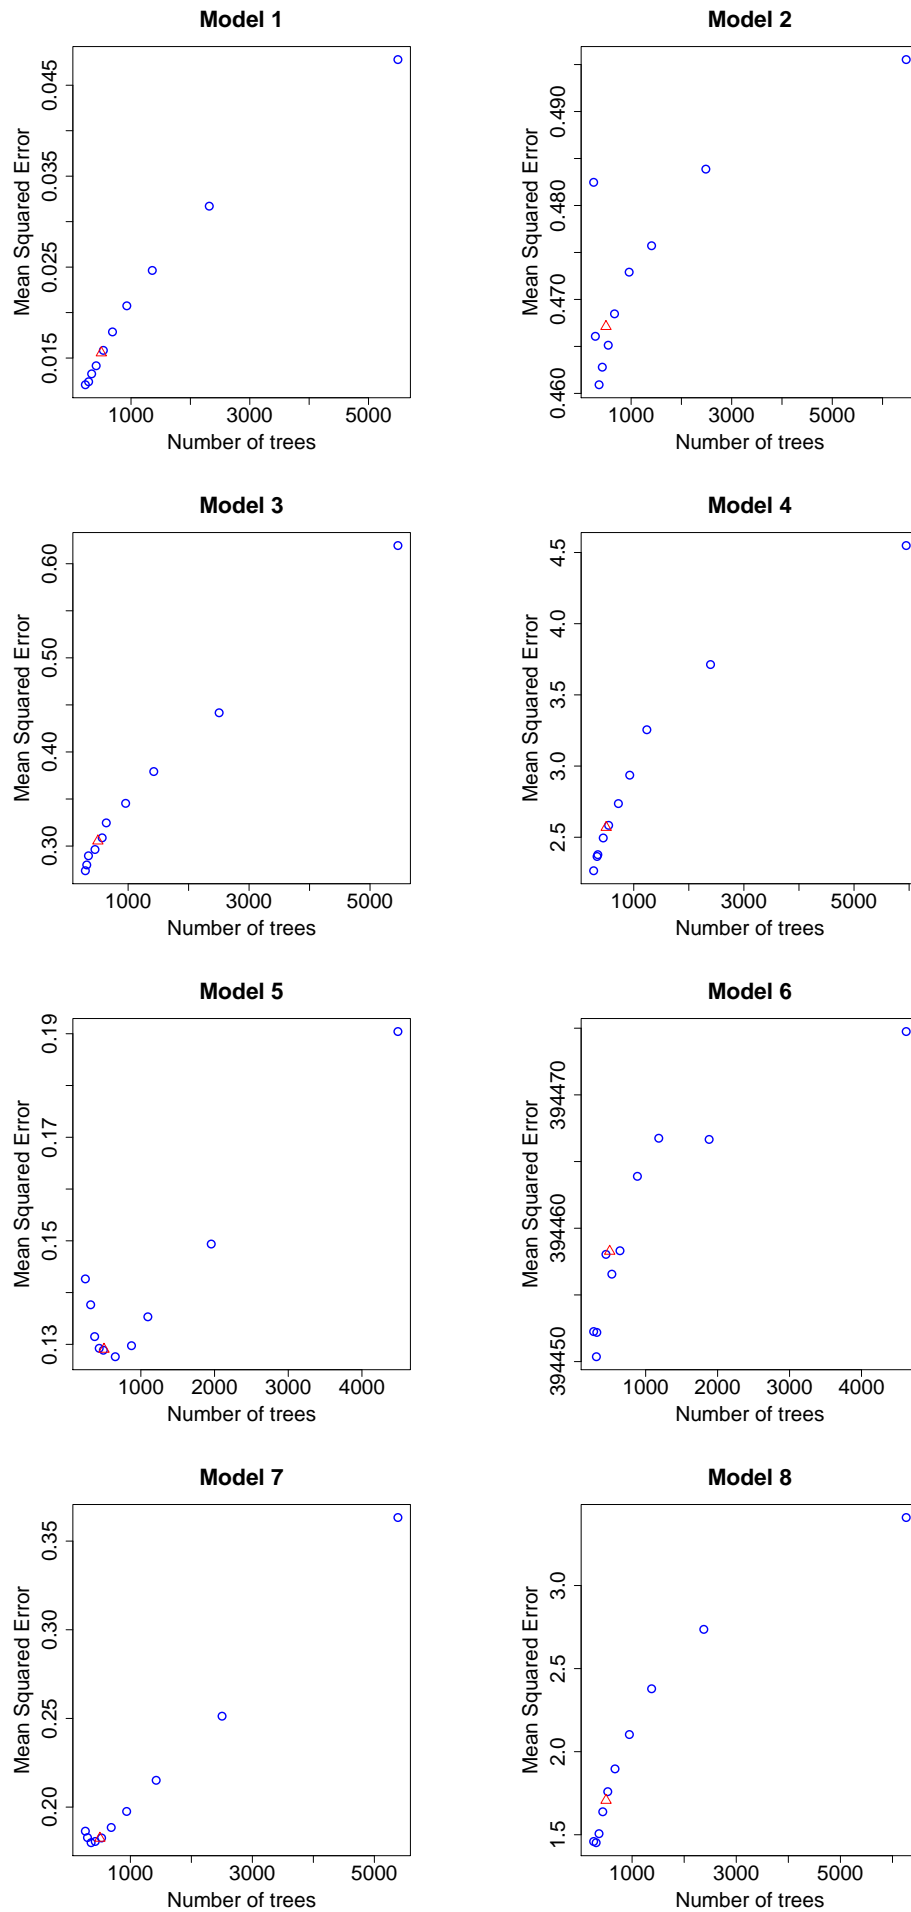 Model 1
Mean Squared Error
0.015 0.025 0.035 0.045
1000 3000 5000
Number of trees
Model 2
Mean Squared Error
0.460 0.470 0.480 0.490
1000 3000 5000
Number of trees
Model 3
Mean Squared Error
0.30 0.40 0.50 0.60
1000 3000 5000
Number of trees
Model 4
Mean Squared Error
2.5 3.0 3.5 4.0 4.5
1000 3000 5000
Number of trees
Model 5
Mean Squared Error
0.13 0.15 0.17 0.19
1000 2000 3000 4000
Number of trees
Model 6
Mean Squared Error
394450 394460 394470
1000 2000 3000 4000
Number of trees
Model 7
Mean Squared Error
0.20 0.25 0.30 0.35
1000 3000 5000
Number of trees
Model 8
Mean Squared Error
1.5 2.0 2.5 3.0
1000 3000 5000
Number of trees